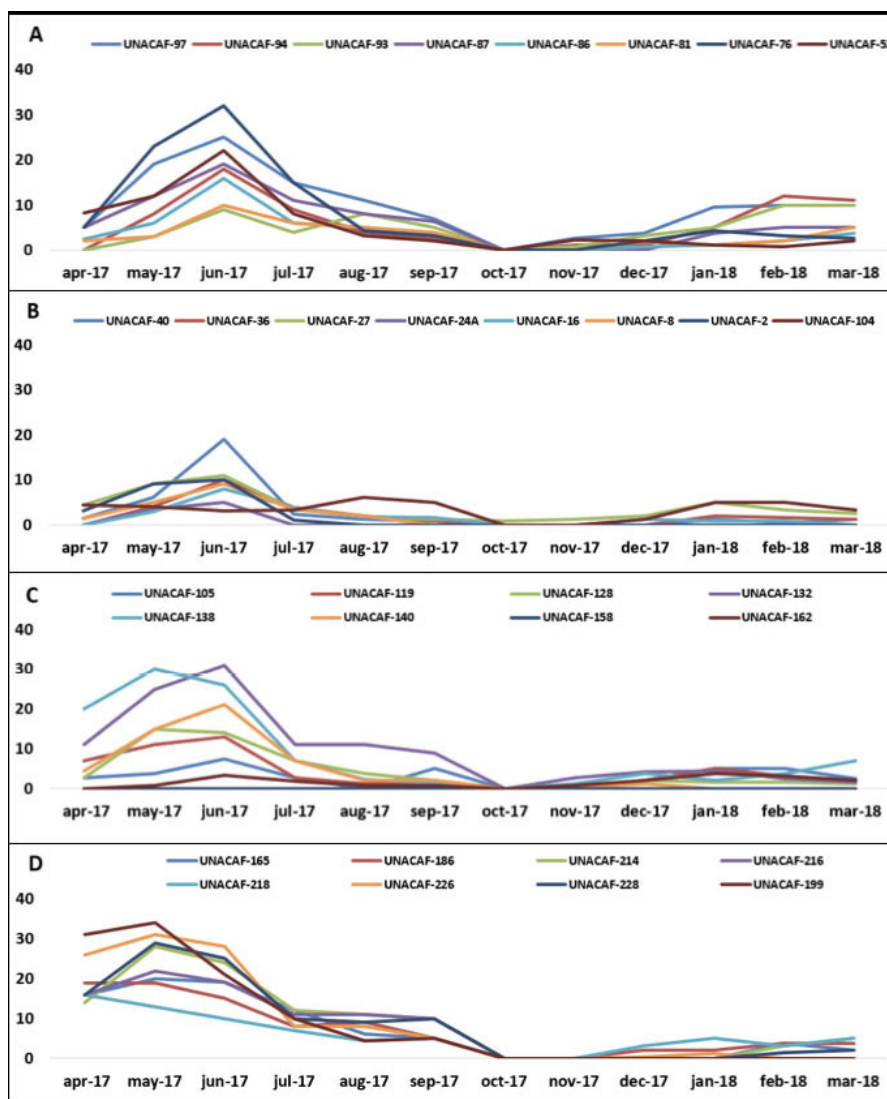 A
UNACAF-97 UNACAF-94 UNACAF-93 UNACAF-87 UNACAF-86 UNACAF-81 UNACAF-76
40
30
20
10
0
apr-17 may-17 jun-17 jul-17 aug-17 sep-17 oct-17 nov-17 dec-17 jan-18 feb-18 mar-18
B
UNACAF-40 UNACAF-36 UNACAF-27 UNACAF-24A UNACAF-16 UNACAF-8 UNACAF-2 UNACAF-104
40
30
20
10
0
apr-17 may-17 jun-17 jul-17 aug-17 sep-17 oct-17 nov-17 dec-17 jan-18 feb-18 mar-18
C
UNACAF-105 UNACAF-119 UNACAF-128 UNACAF-132
UNACAF-138 UNACAF-140 UNACAF-158 UNACAF-162
40
30
20
10
0
apr-17 may-17 jun-17 jul-17 aug-17 sep-17 oct-17 nov-17 dec-17 jan-18 feb-18 mar-18
D
UNACAF-165 UNACAF-186 UNACAF-214 UNACAF-216
UNACAF-218 UNACAF-226 UNACAF-228 UNACAF-199
40
30
20
10
0
apr-17 may-17 jun-17 jul-17 aug-17 sep-17 oct-17 nov-17 dec-17 jan-18 feb-18 mar-18